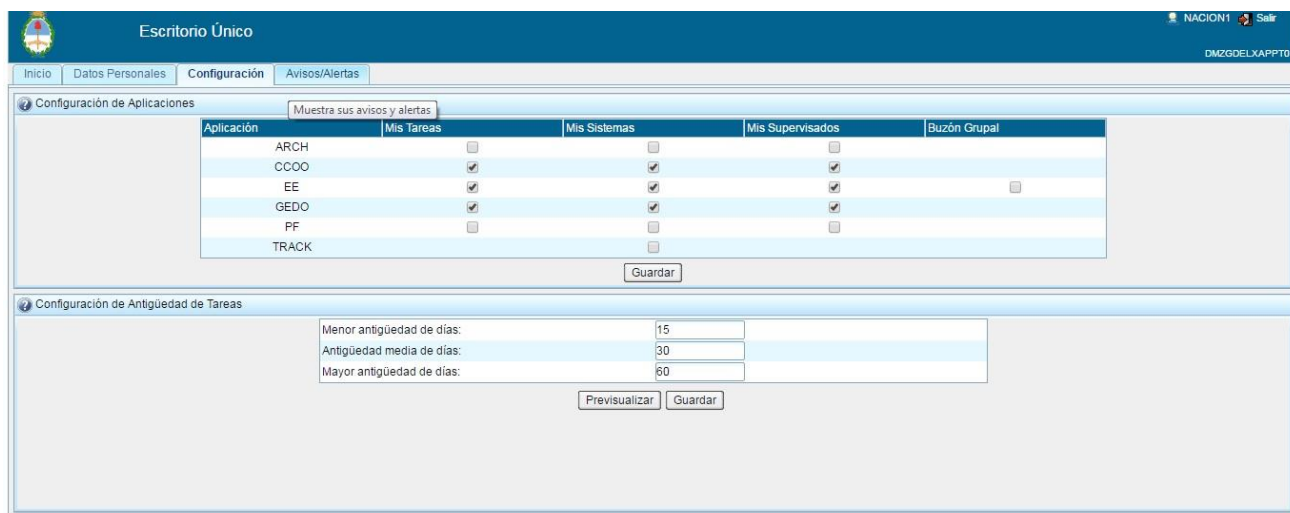 NACION1 Salir
Escritorio Único
DMZGDELXAPPT0
Inicio Datos Personales Configuración Avisos/Alertas
Configuración de Aplicaciones
Muestra sus avisos y alertas
Aplicación Mis Tareas Mis Sistemas Mis Supervisados Buzón Grupal
ARCH
CCOO
EE
GEDO
PF
TRACK
Guardar
Configuración de Antigüedad de Tareas
Menor antigüedad de días: 15
Antigüedad media de días: 30
Mayor antigüedad de días: 60
Previsualizar Guardar